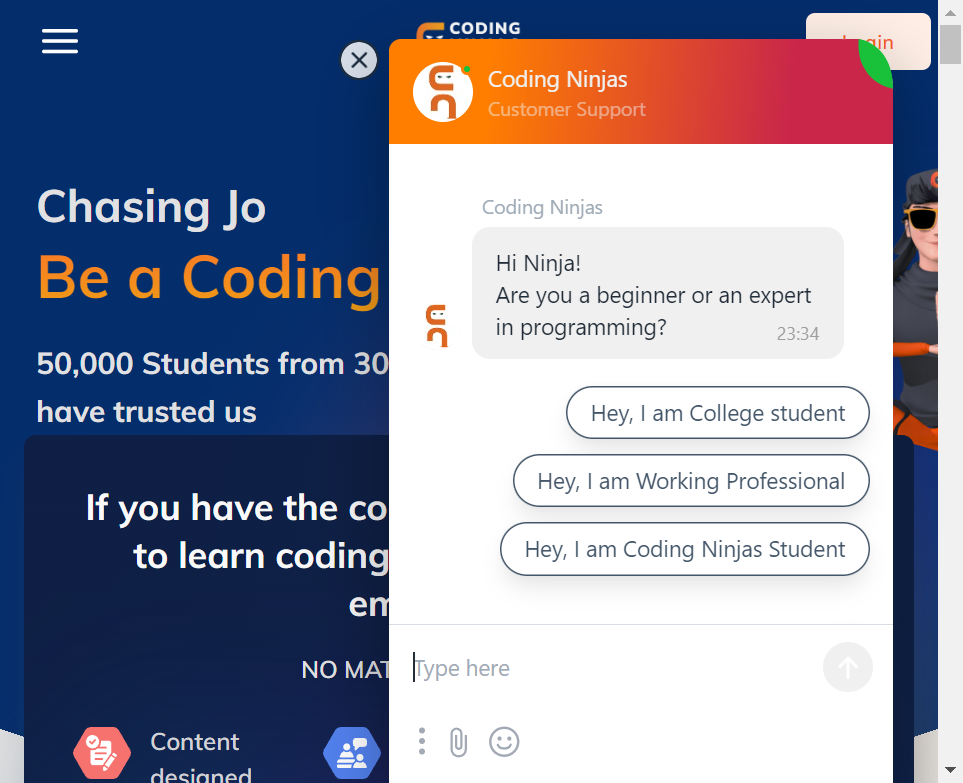 CODING
Login
Coding Ninjas
Customer Support
Chasing Jo
Be a Coding
50,000 Students from 30
have trusted us
If you have the co
to learn coding
em
NO MAT
Content
designed
Coding Ninjas
Hi Ninja!
Are you a beginner or an expert
in programming?
23:34
Hey, I am College student
Hey, I am Working Professional
Hey, I am Coding Ninjas Student
Type here